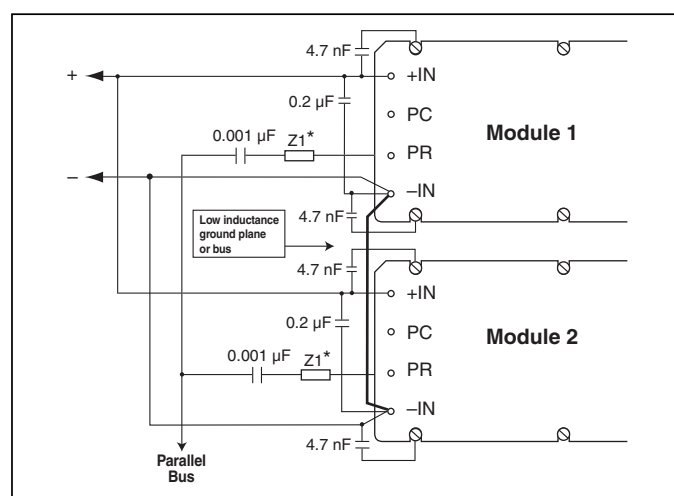 4.7 nF
+
+IN
0.2 µF
PC
Module 1
0.001 µF
Z1*
PR
–
–IN
4.7 nF
Low inductance
ground plane
or bus
4.7 nF
+IN
0.2 µF
PC
Module 2
0.001 µF
Z1*
PR
–IN
4.7 nF
Parallel
Bus